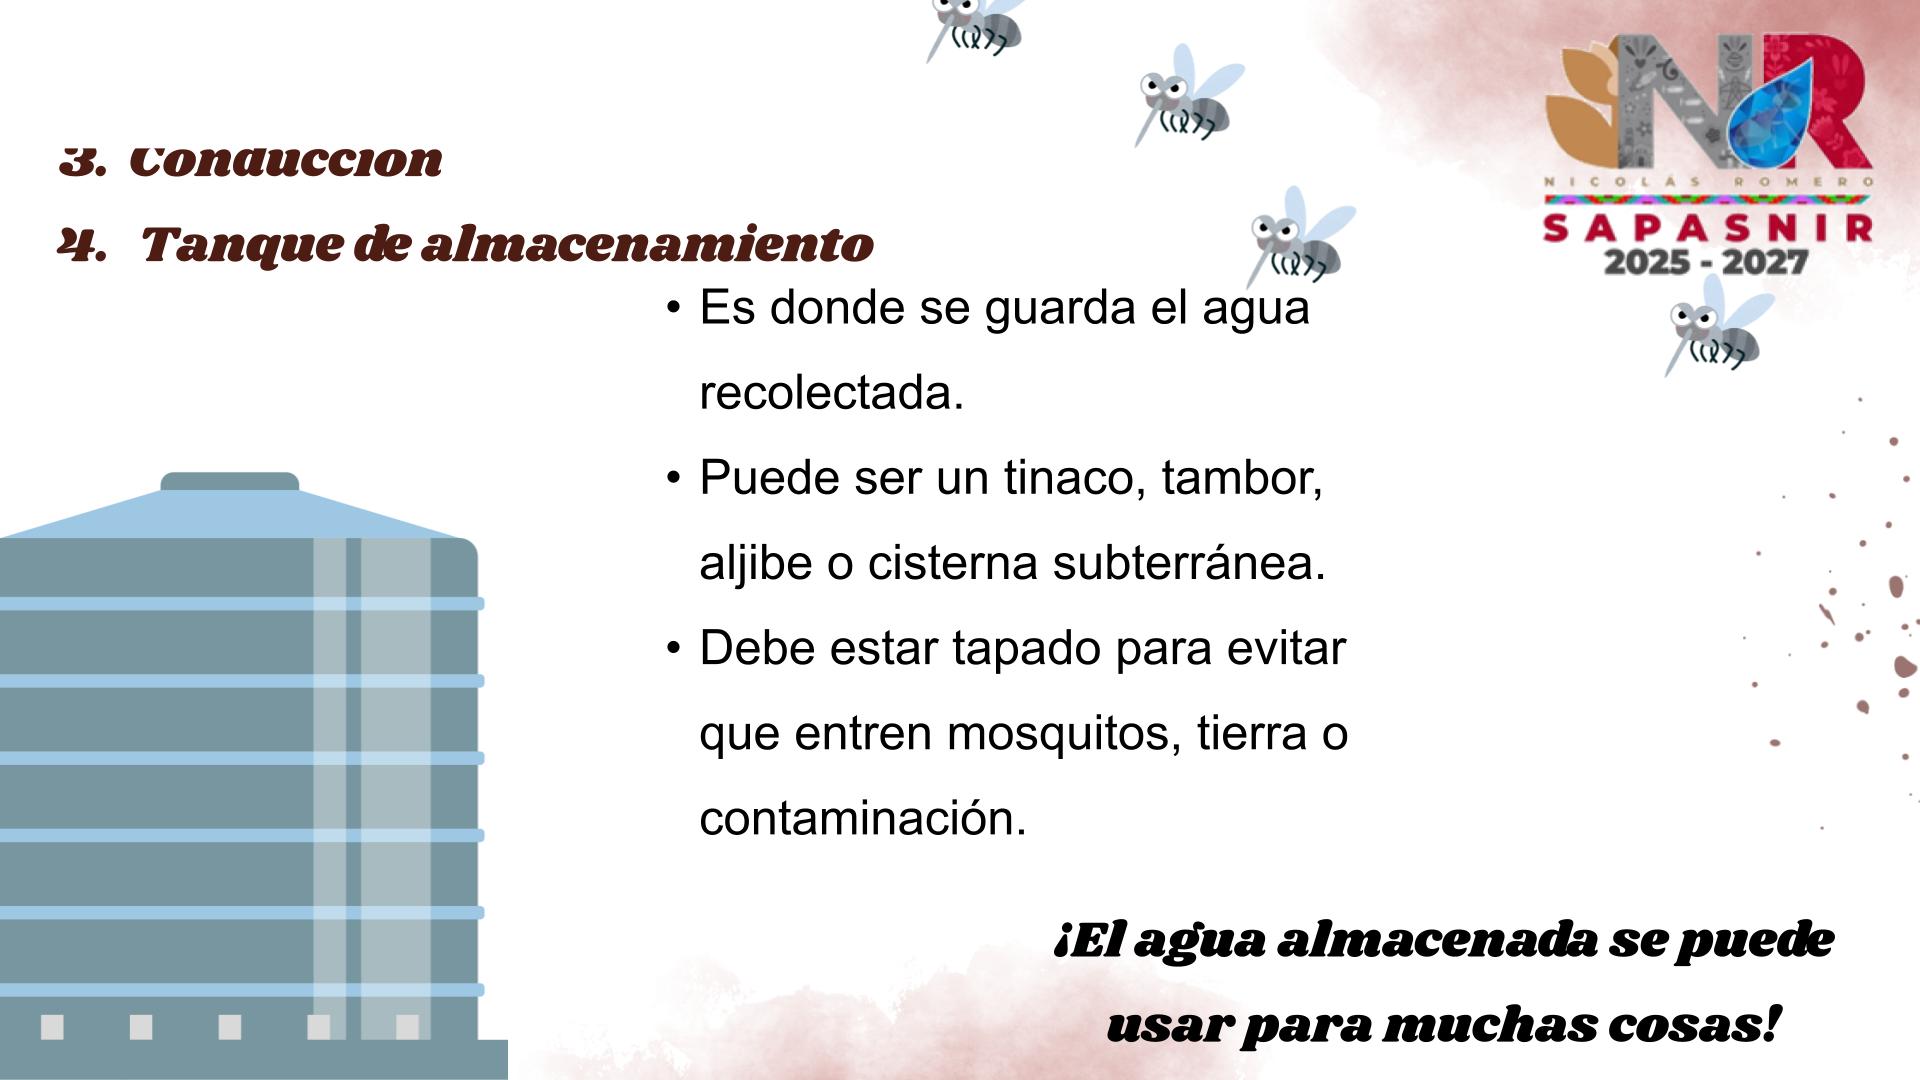 3. Conducción
4. Tanque de almacenamiento
• Es donde se guarda el agua
recolectada.
• Puede ser un tinaco, tambor,
aljibe o cisterna subterránea.
• Debe estar tapado para evitar
que entren mosquitos, tierra o
contaminación.
¡El agua almacenada se puede
usar para muchas cosas!
NR
NICOLÁS ROMERO
SAPASNIR
2025 - 2027